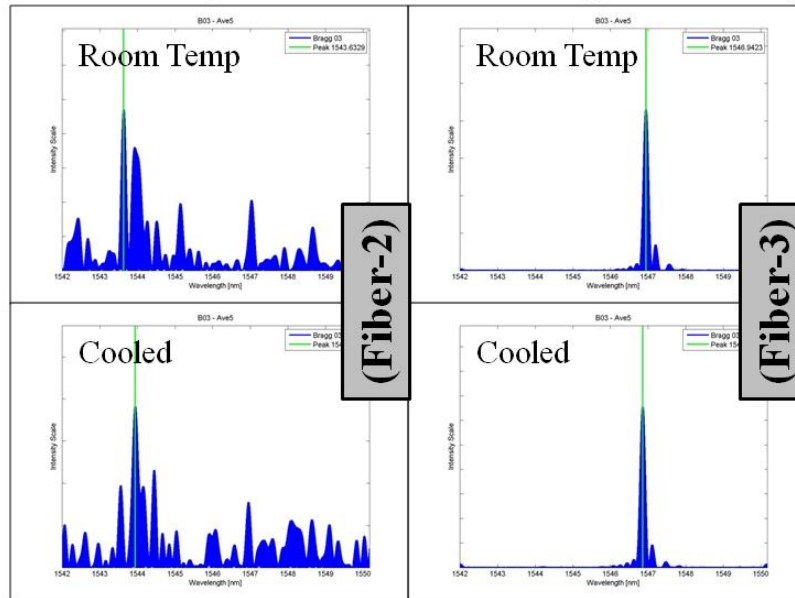 B03 - Ave5
Room Temp
Bragg 03
Peak 1543.6329
Intensity Scale
1542 1543 1544 1545 1546 1547 1548 1549
Wavelength [nm]
B03 - Ave5
Room Temp
Bragg 03
Peak 1546.9423
Intensity Scale
1542 1543 1544 1545 1546 1547 1548 1549
Wavelength [nm]
(Fiber-2)
(Fiber-3)
B03 - Ave5
Cooled
Bragg 03
Intensity Scale
1542 1543 1544 1545 1546 1547 1548 1549 1550
Wavelength [nm]
B03 - Ave5
Cooled
Bragg 03
Intensity Scale
1542 1543 1544 1545 1546 1547 1548 1549 1550
Wavelength [nm]